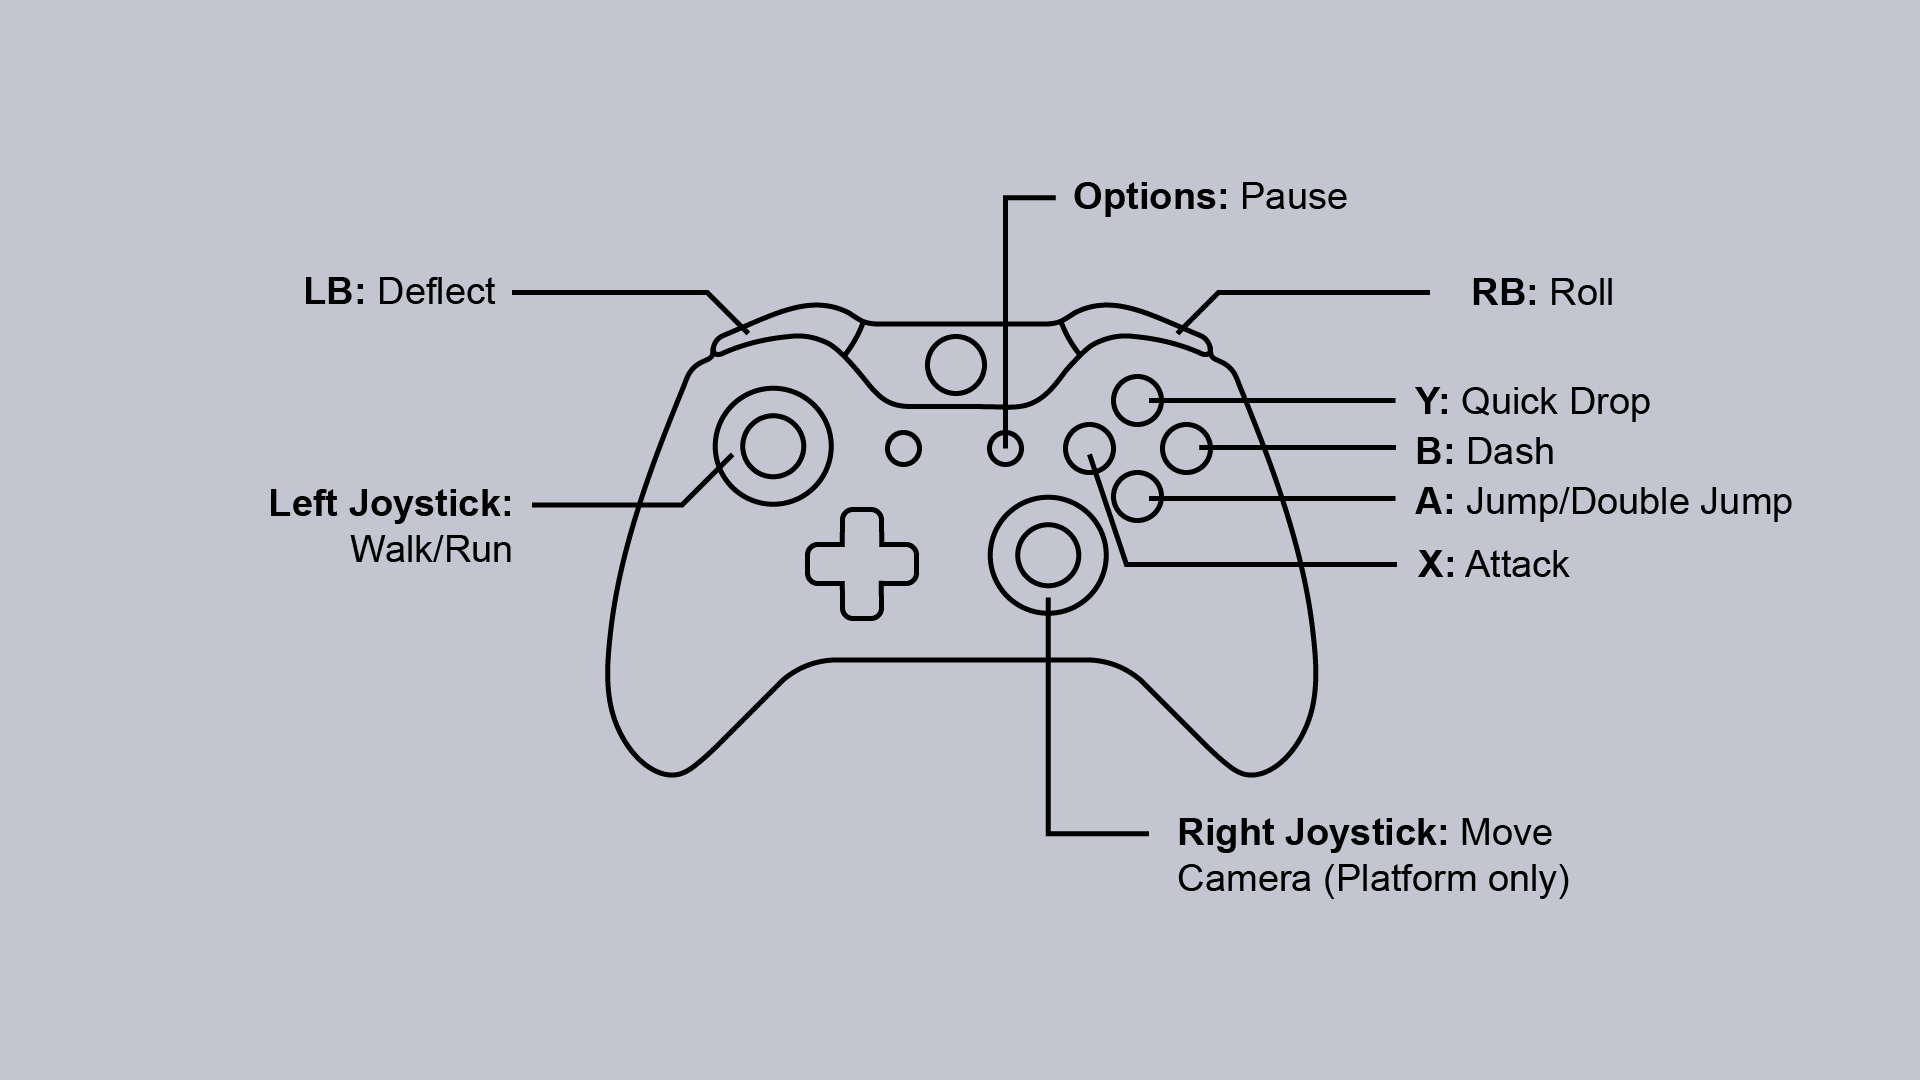 Options: Pause
LB: Deflect
RB: Roll
Y: Quick Drop
B: Dash
A: Jump/Double Jump
X: Attack
Left Joystick:
Walk/Run
Right Joystick: Move
Camera (Platform only)